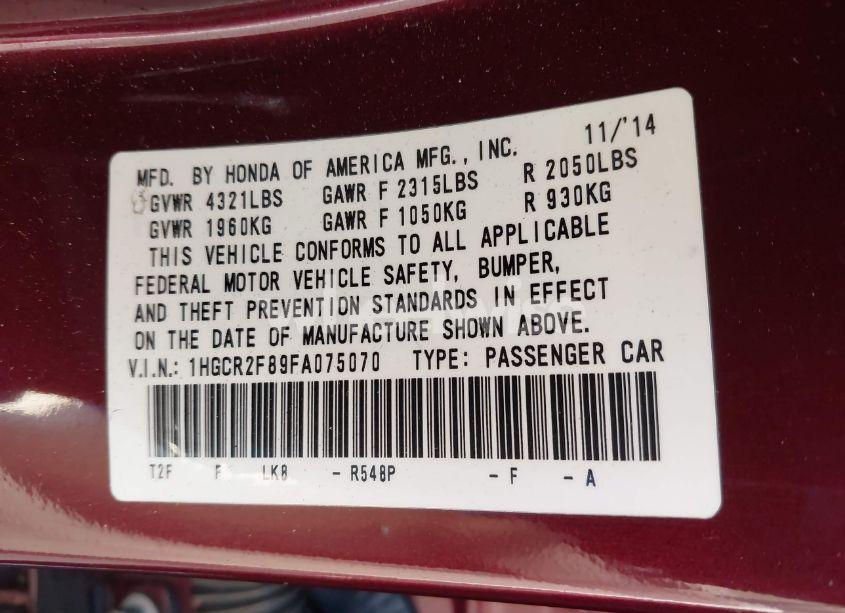 11/'14
MFD. BY HONDA OF AMERICA MFG., INC.
GVWR 4321LBS GAWR F 2315LBS R 2050LBS
GVWR 1960KG GAWR F 1050KG R 930KG
THIS VEHICLE CONFORMS TO ALL APPLICABLE
FEDERAL MOTOR VEHICLE SAFETY, BUMPER,
AND THEFT PREVENTION STANDARDS IN EFFECT
ON THE DATE OF MANUFACTURE SHOWN ABOVE.
V.I.N.: 1HGCR2F89FA075070 TYPE: PASSENGER CAR
T2F F LK8 - R548P - F - A